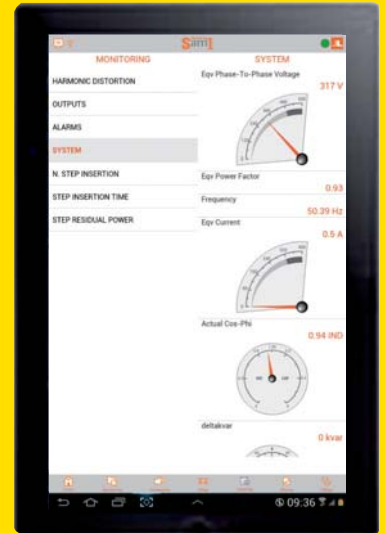 Sam1
MONITORING
HARMONIC DISTORTION
OUTPUTS
ALARMS
SYSTEM
N. STEP INSERTION
STEP INSERTION TIME
STEP RESIDUAL POWER
SYSTEM
Eqv Phase-To-Phase Voltage
317 V
Eqv Power Factor
0.93
Frequency
50.39 Hz
Eqv Current
0.5 A
Actual Cos-Phi
0.94 IND
deltakvar
0 kvar
09:36